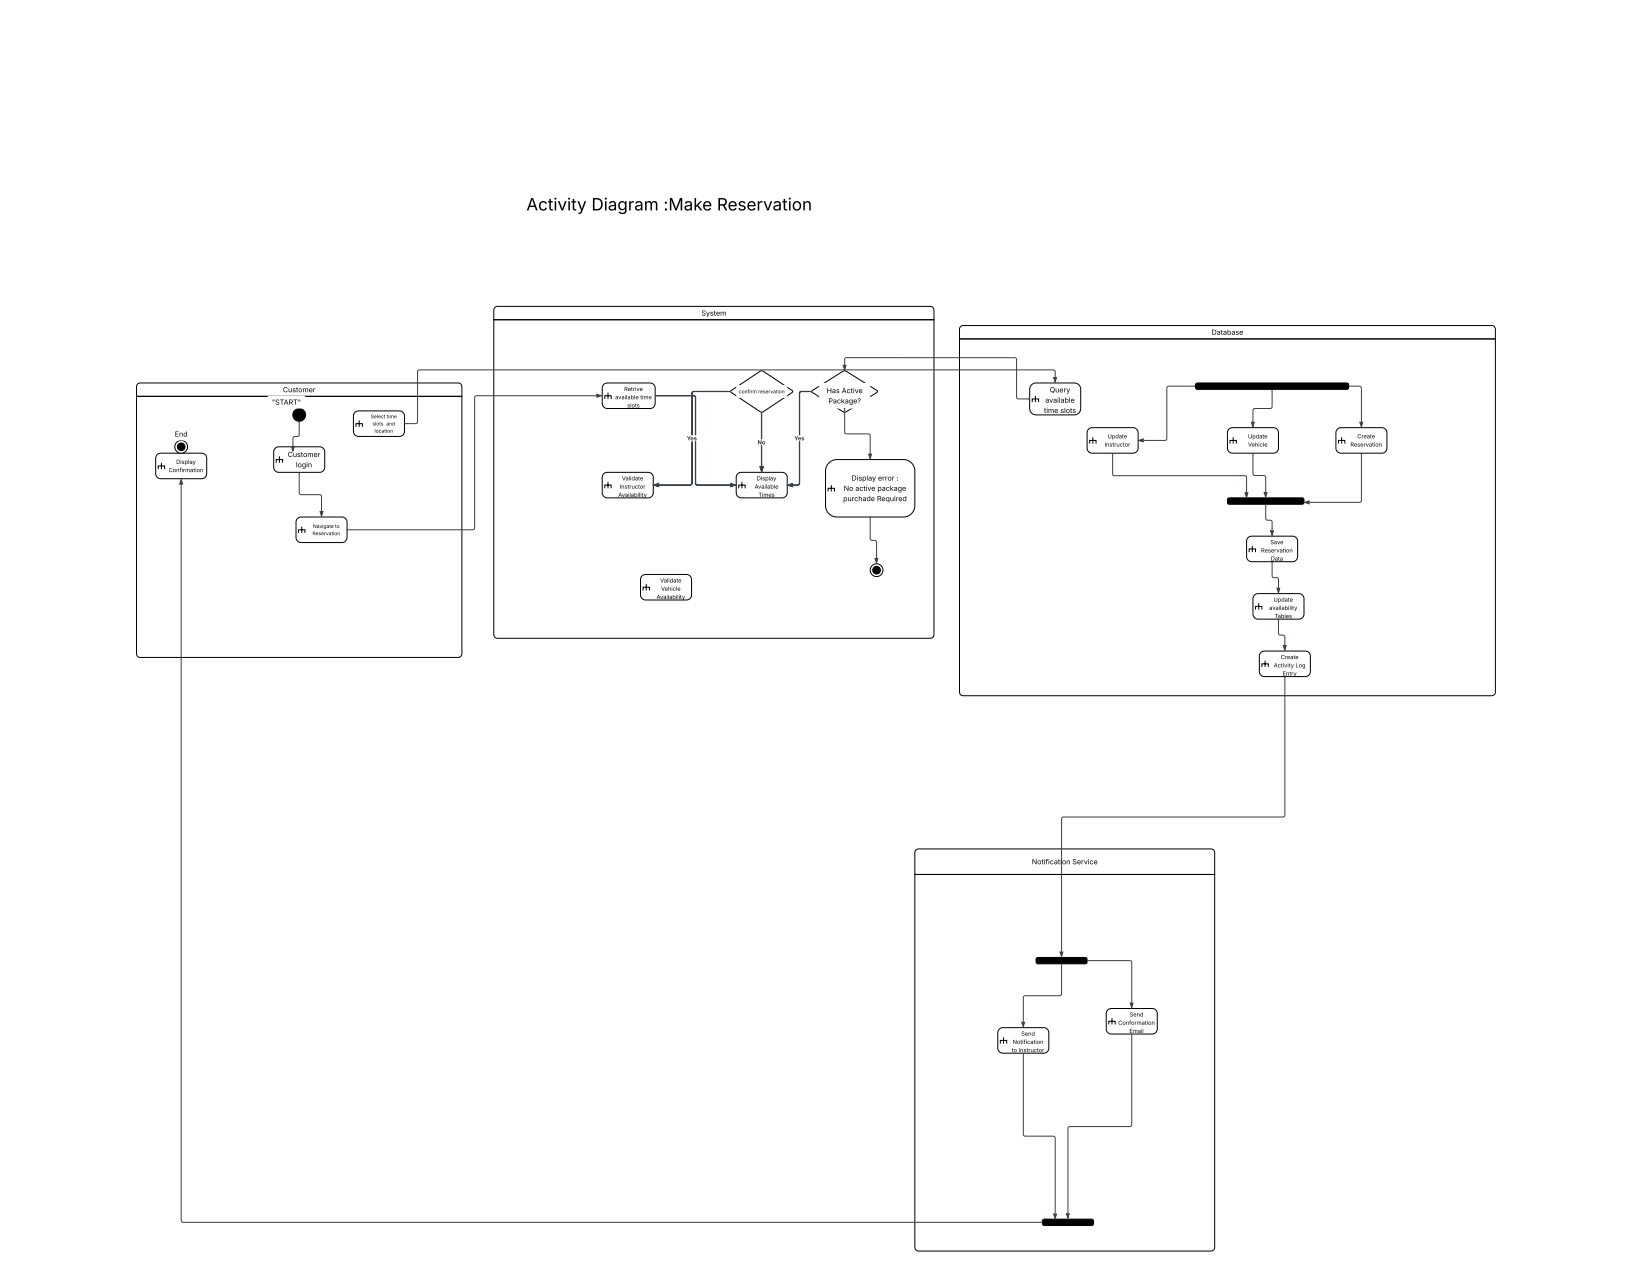 Activity Diagram :Make Reservation
System
Database
Customer
"START"
Select time
slots and
location
End
Display
Confirmation
Customer
login
Navigate to
Reservation
Retrive
available time
slots
confirm reservation
Has Active
Package?
Yes
No
Yes
Validate
Instructor
Availability
Display
Available
Times
Display error :
No active package
purchade Required
Validate
Vehicle
Availability
Query
available
time slots
Update
Instructor
Update
Vehicle
Create
Reservation
Save
Reservation
Data
Update
availability
Tables
Create
Activity Log
Entry
Notification Service
Send
Notification
to Instructor
Send
Conformation
Email